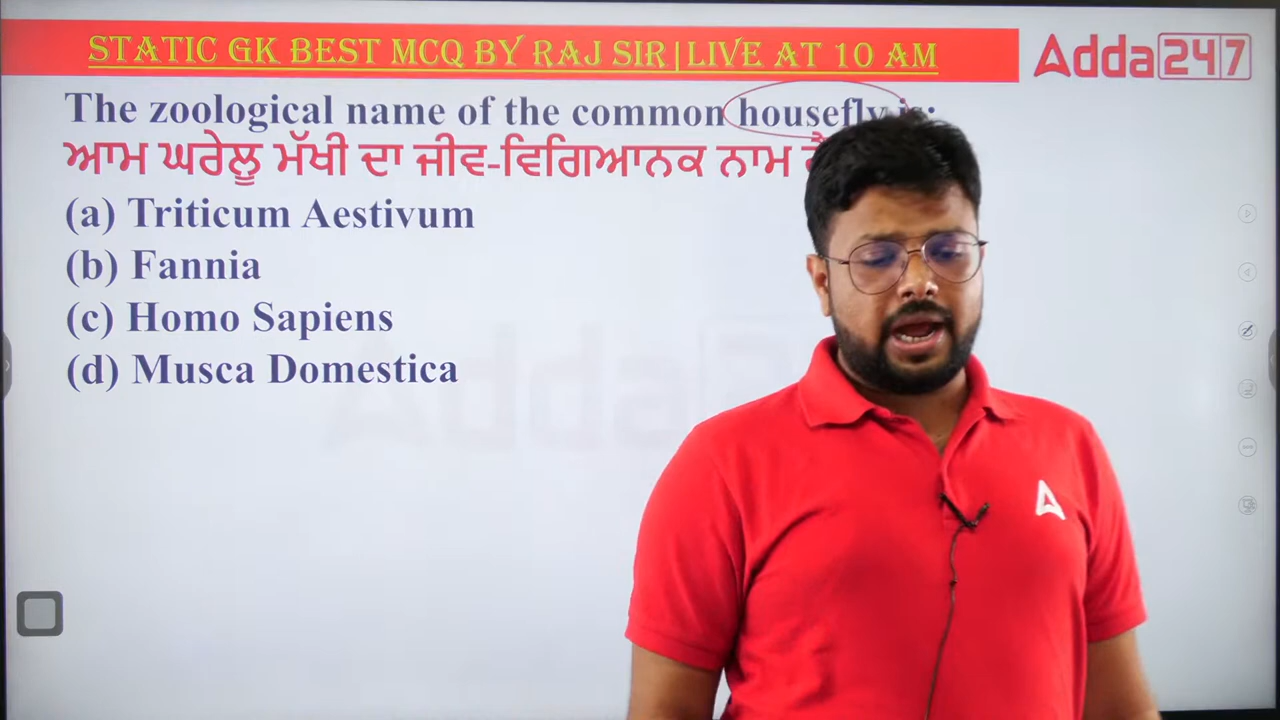 STATIC GK BEST MCQ BY RAJ SIR|LIVE AT 10 AM
Adda247
The zoological name of the common housefly is:
ਆਮ ਘਰੇਲੂ ਮੱਖੀ ਦਾ ਜੀਵ-ਵਿਗਿਆਨਕ ਨਾਮ
(a) Triticum Aestivum
(b) Fannia
(c) Homo Sapiens
(d) Musca Domestica